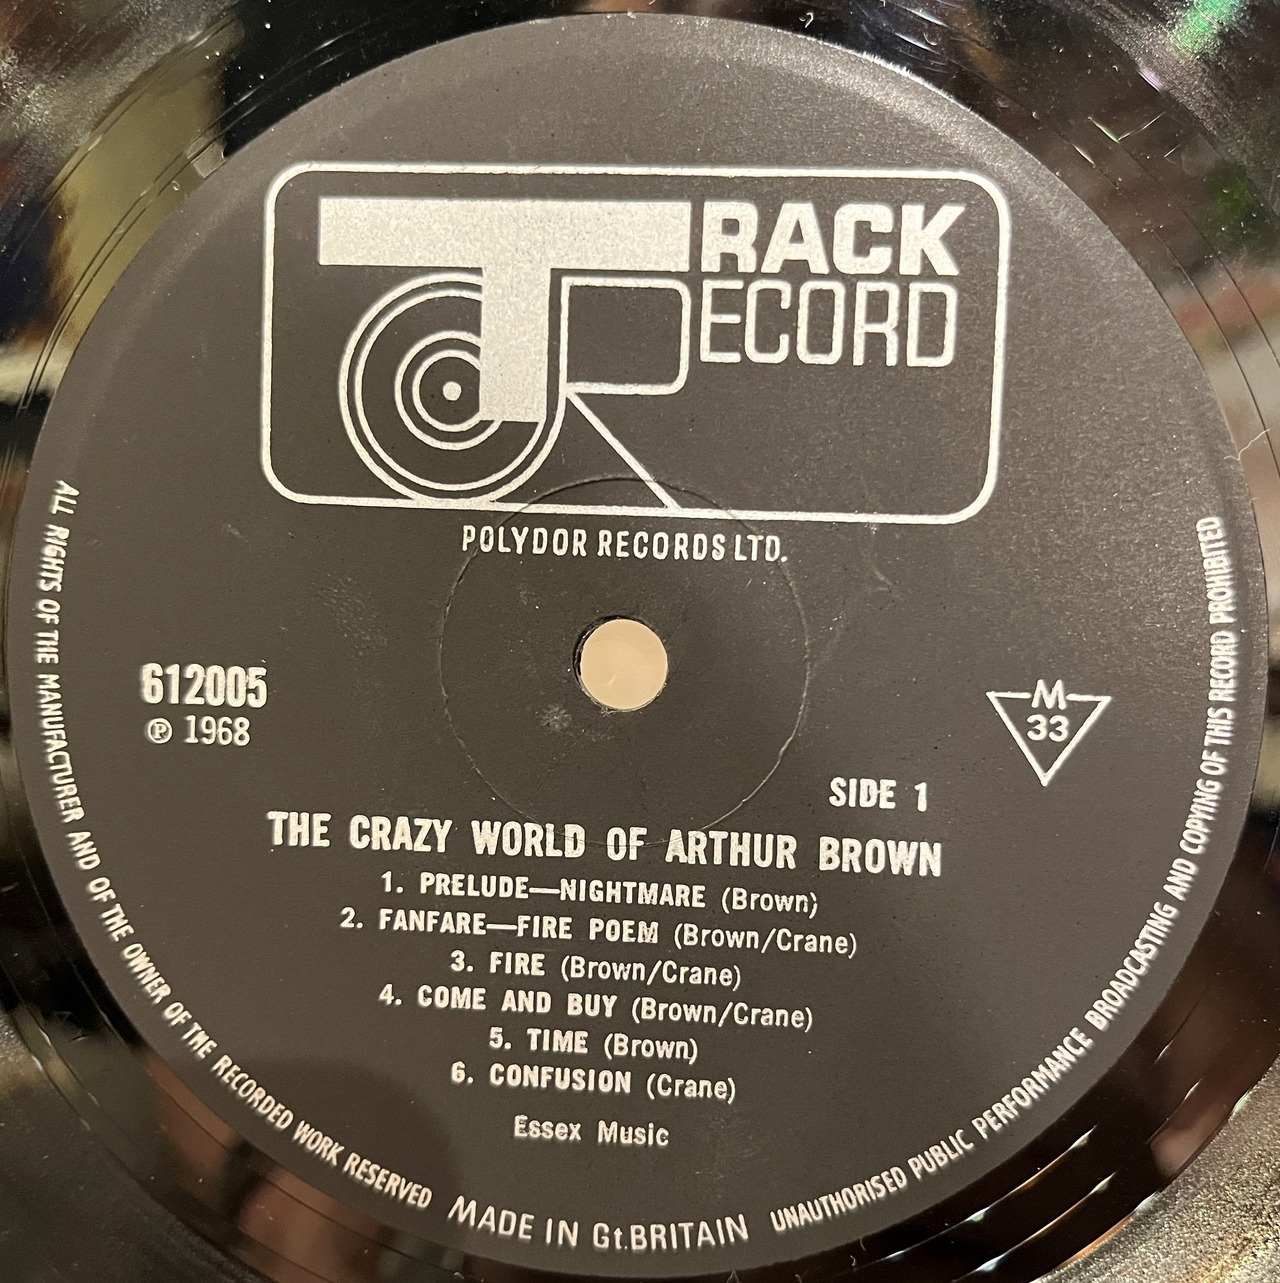 TRACK
RECORD
POLYDOR RECORDS LTD.
612005
℗ 1968
M
33
SIDE 1
THE CRAZY WORLD OF ARTHUR BROWN
1. PRELUDE—NIGHTMARE (Brown)
2. FANFARE—FIRE POEM (Brown/Crane)
3. FIRE (Brown/Crane)
4. COME AND BUY (Brown/Crane)
5. TIME (Brown)
6. CONFUSION (Crane)
Essex Music
ALL RIGHTS OF THE MANUFACTURER AND OF THE OWNER OF THE RECORDED WORK RESERVED
MADE IN Gt.BRITAIN
UNAUTHORISED PUBLIC PERFORMANCE BROADCASTING AND COPYING OF THIS RECORD PROHIBITED